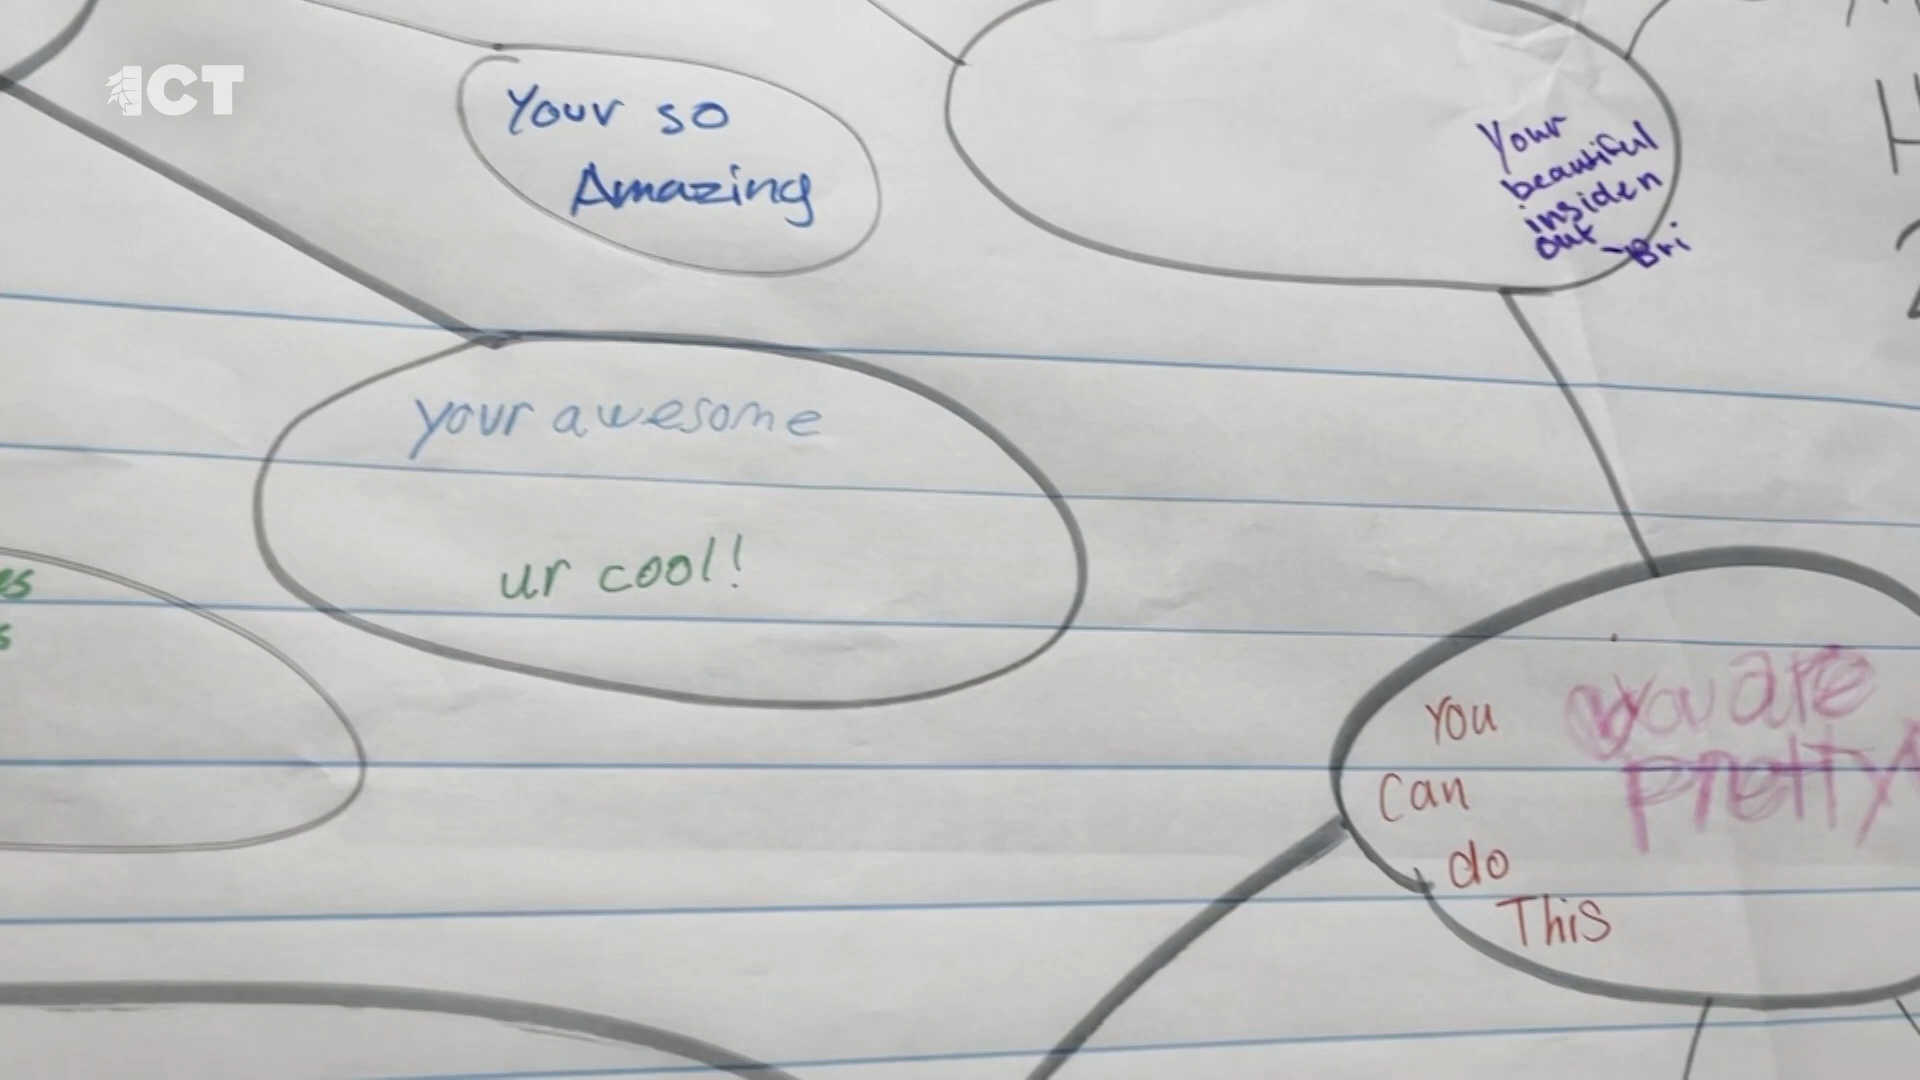 ICT
Your so
Amazing
Your
beautiful
insiden
out -Bri
your awesome
ur cool!
es
s
You
Can
do
This
you are
pretty